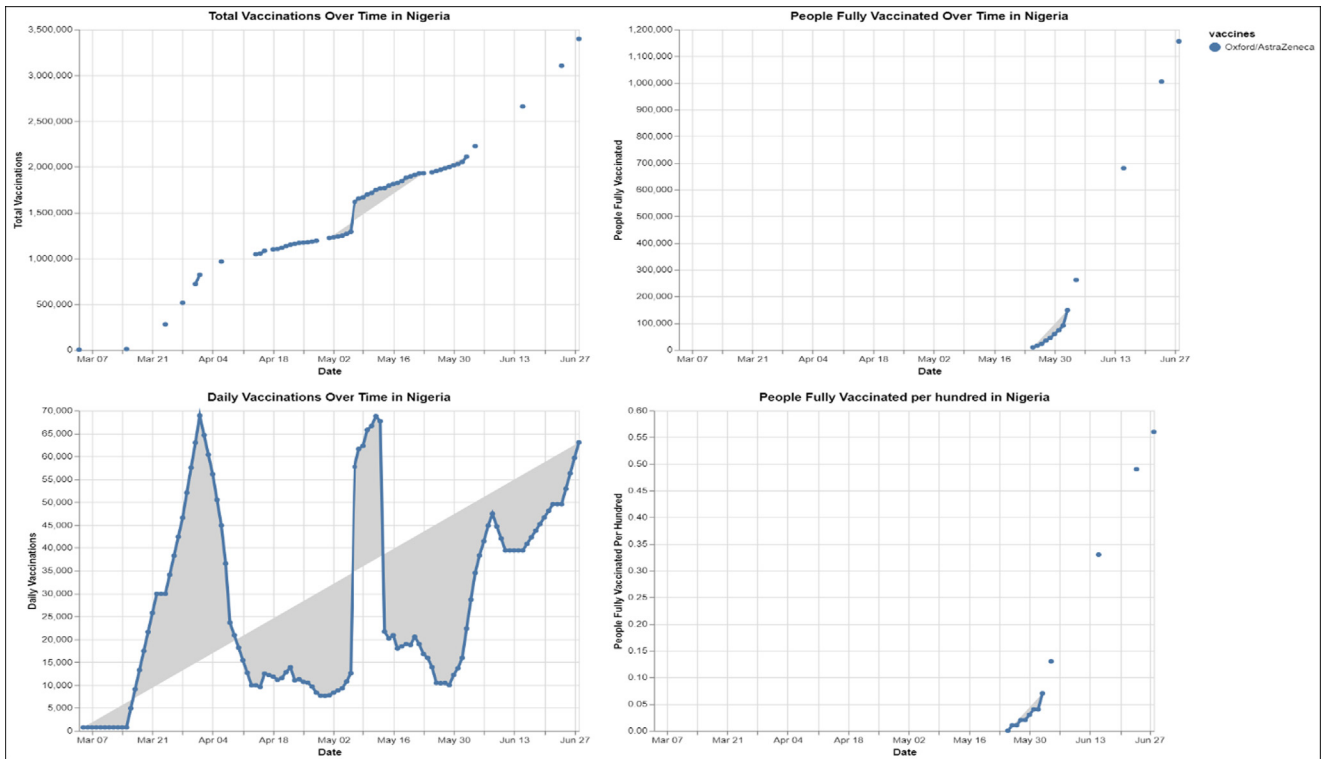 Total Vaccinations Over Time in Nigeria
3,500,000
3,000,000
2,500,000
2,000,000
1,500,000
1,000,000
500,000
0
Total Vaccinations
Mar 07 Mar 21 Apr 04 Apr 18 May 02 May 16 May 30 Jun 13 Jun 27
Date
People Fully Vaccinated Over Time in Nigeria
1,200,000
1,100,000
1,000,000
900,000
800,000
700,000
600,000
500,000
400,000
300,000
200,000
100,000
0
People Fully Vaccinated
Mar 07 Mar 21 Apr 04 Apr 18 May 02 May 16 May 30 Jun 13 Jun 27
Date
vaccines
Oxford/AstraZeneca
Daily Vaccinations Over Time in Nigeria
70,000
65,000
60,000
55,000
50,000
45,000
40,000
35,000
30,000
25,000
20,000
15,000
10,000
5,000
0
Daily Vaccinations
Mar 07 Mar 21 Apr 04 Apr 18 May 02 May 16 May 30 Jun 13 Jun 27
Date
People Fully Vaccinated per hundred in Nigeria
0.60
0.55
0.50
0.45
0.40
0.35
0.30
0.25
0.20
0.15
0.10
0.05
0.00
People Fully Vaccinated Per Hundred
Mar 07 Mar 21 Apr 04 Apr 18 May 02 May 16 May 30 Jun 13 Jun 27
Date